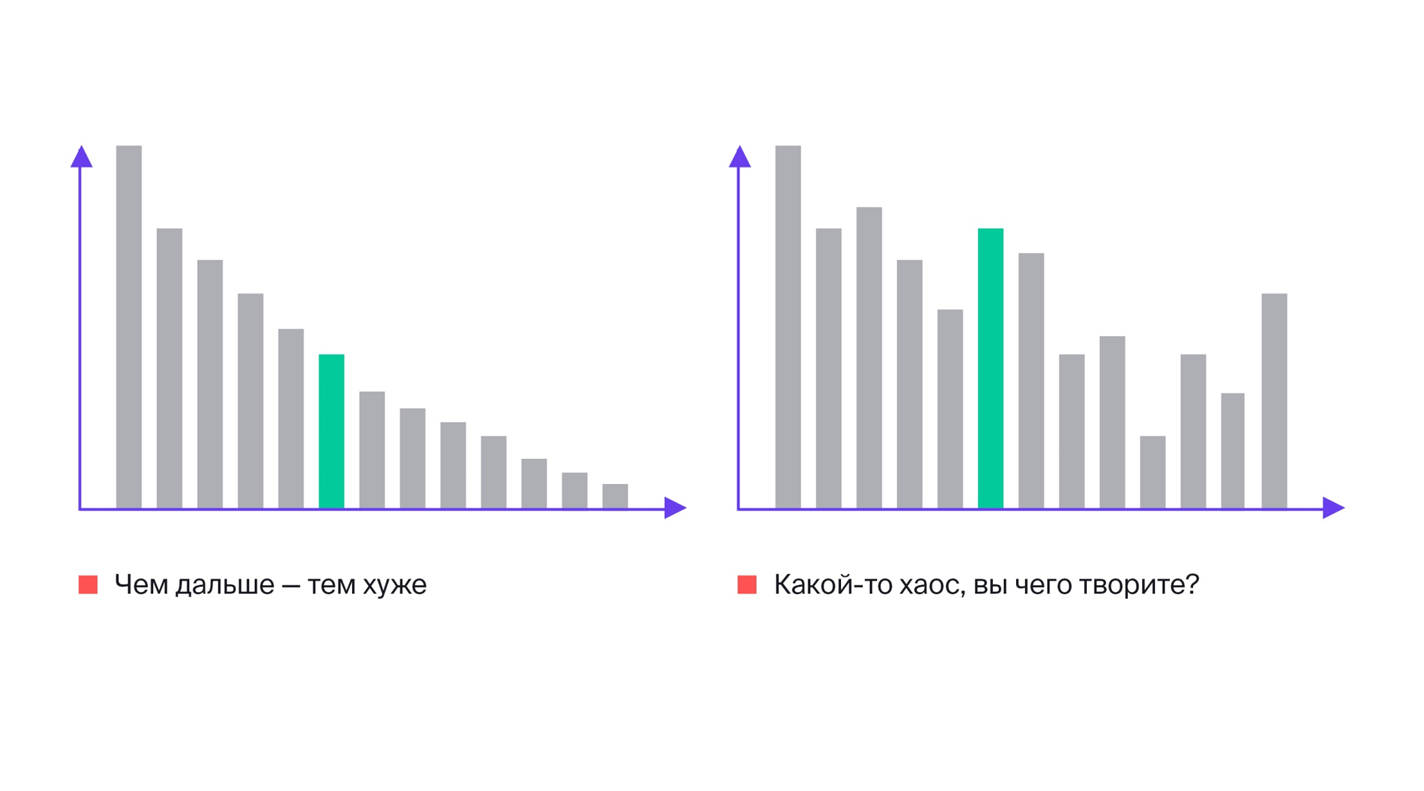 Чем дальше — тем хуже
Какой-то хаос, вы чего творите?